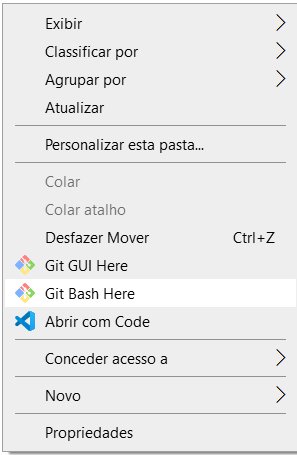 Exibir
Classificar por
Agrupar por
Atualizar
Personalizar esta pasta...
Colar
Colar atalho
Desfazer Mover Ctrl+Z
Git GUI Here
Git Bash Here
Abrir com Code
Conceder acesso a
Novo
Propriedades